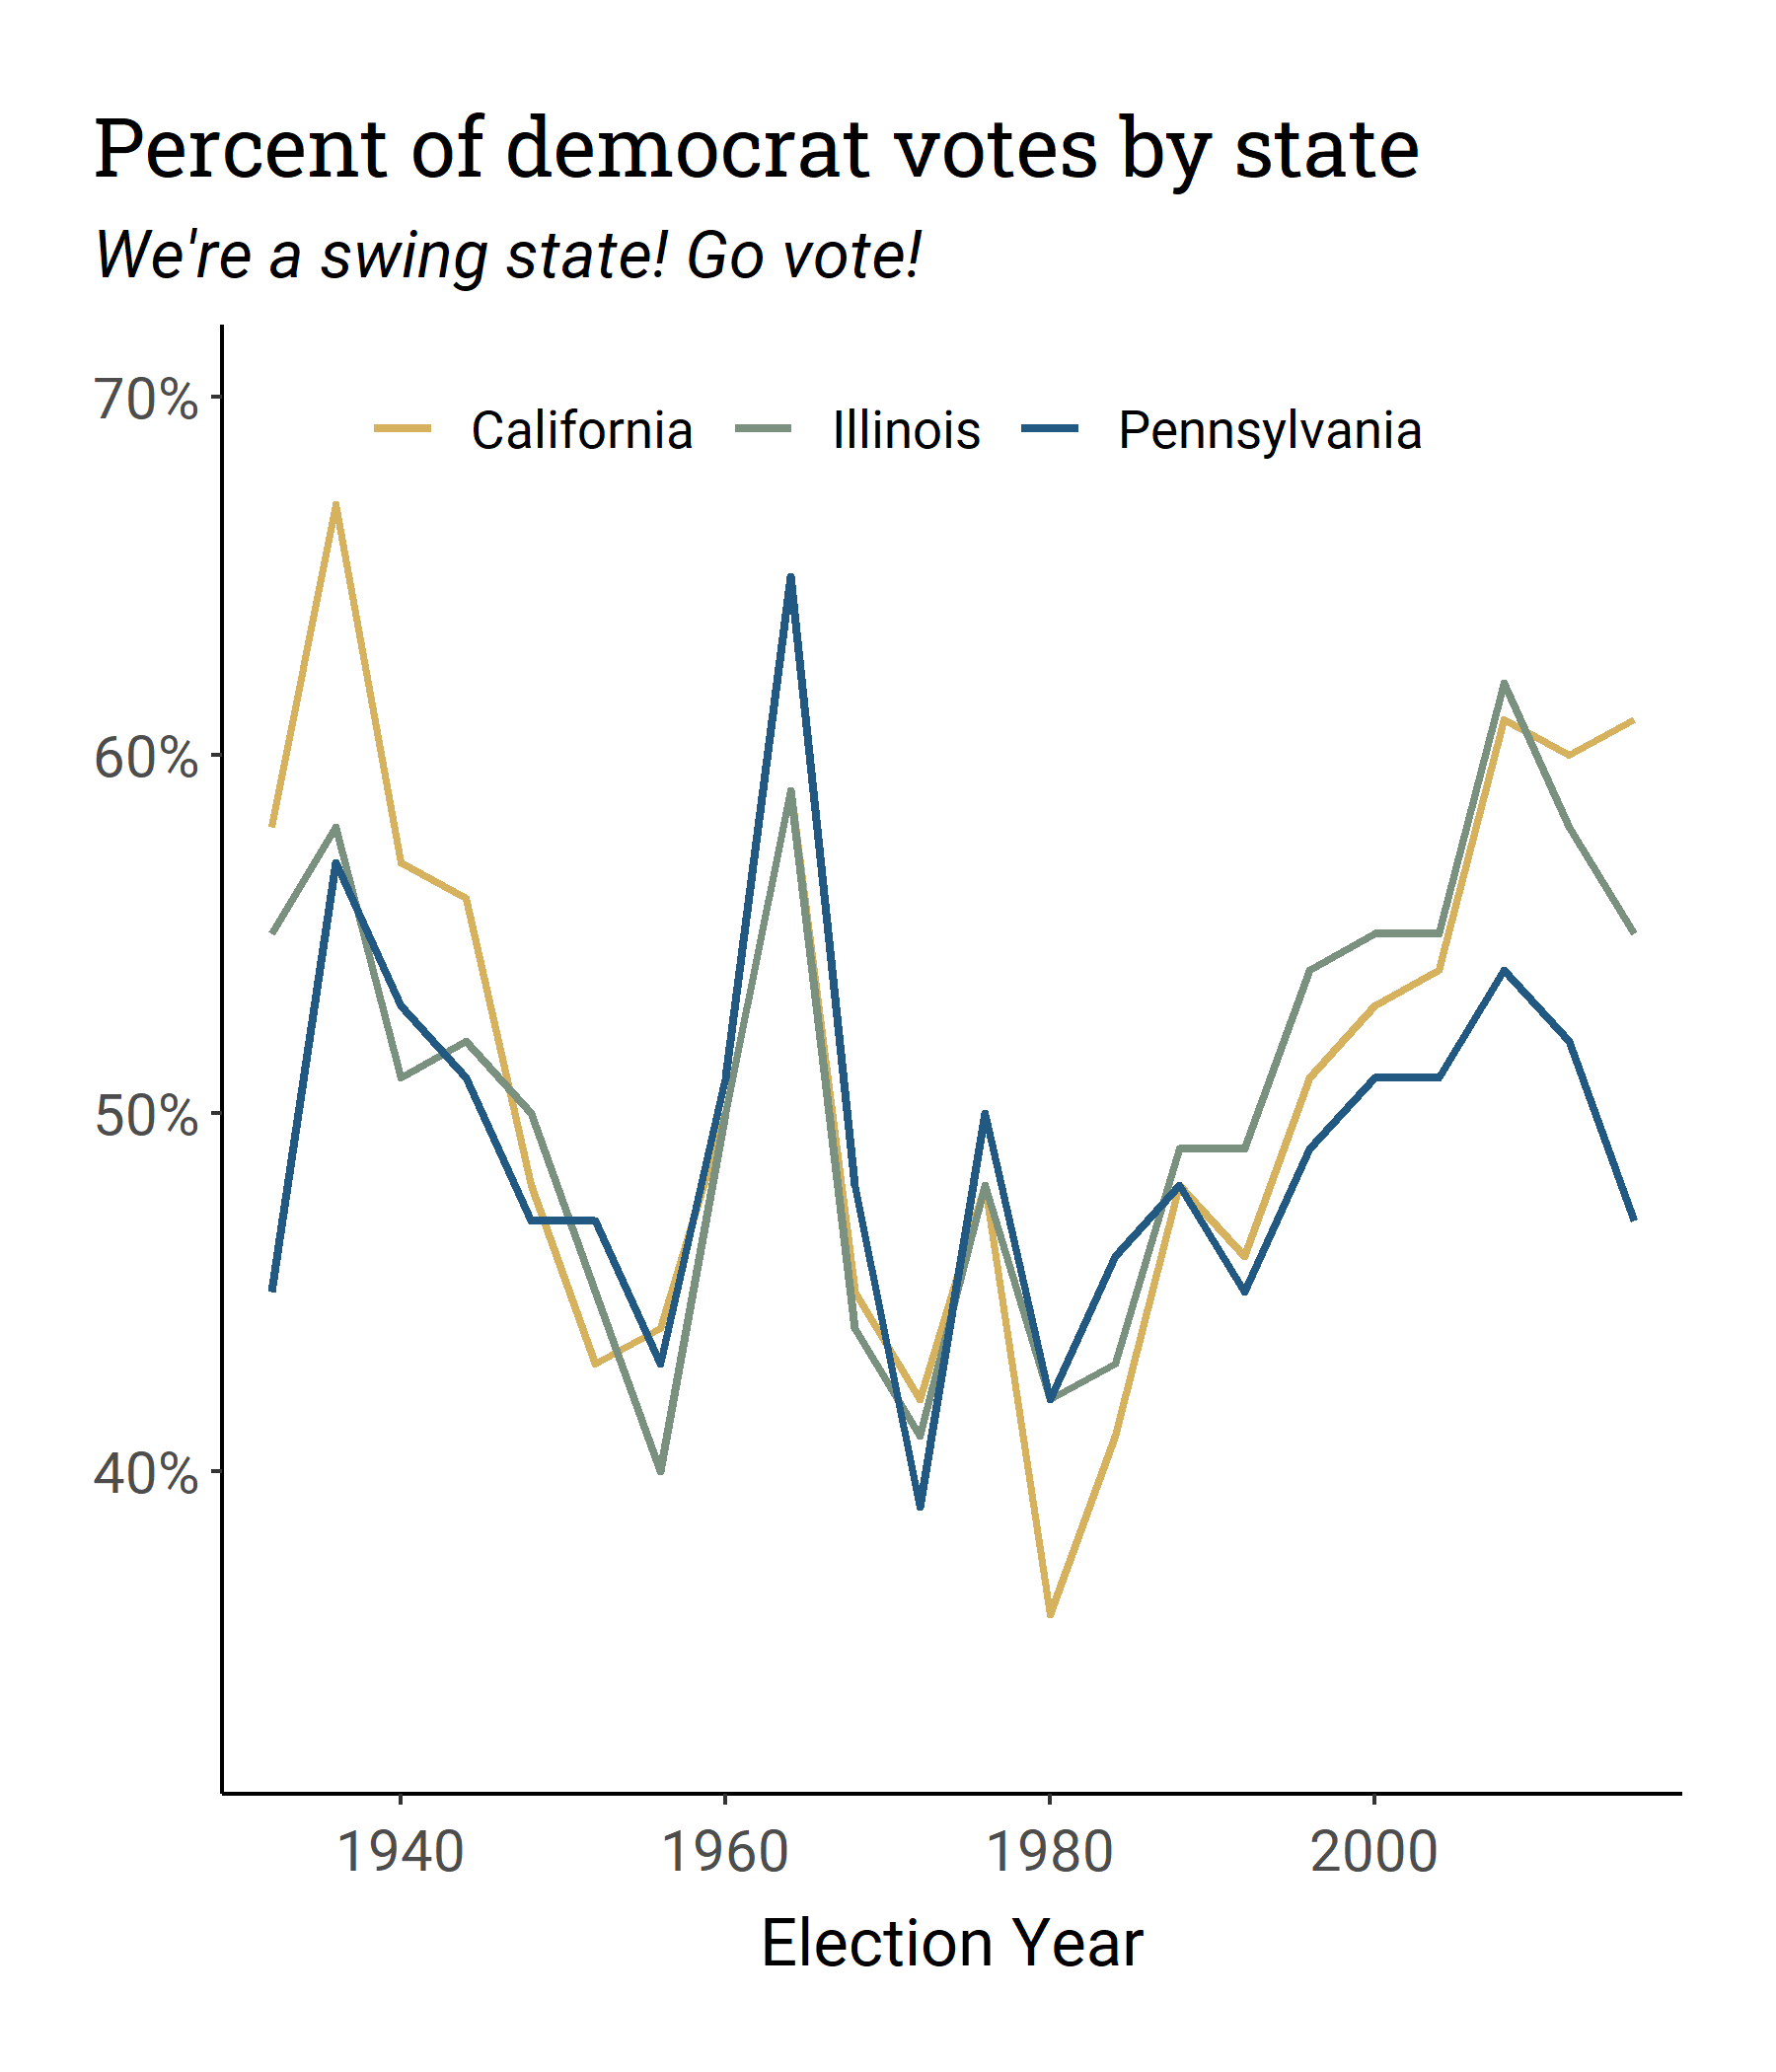 Percent of democrat votes by state
We're a swing state! Go vote!
70%
California Illinois Pennsylvania
60%
50%
40%
1940 1960 1980 2000
Election Year